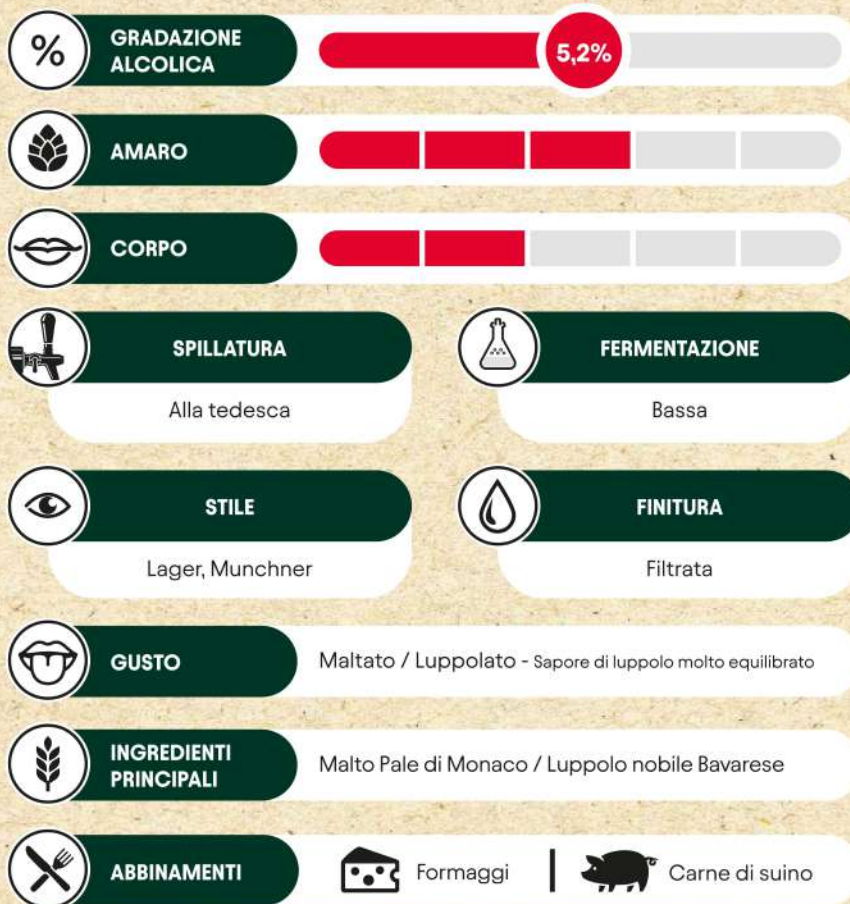 %
GRADAZIONE
ALCOLICA
5,2%
AMARO
CORPO
SPILLATURA
Alla tedesca
FERMENTAZIONE
Bassa
STILE
Lager, Munchner
FINITURA
Filtrata
GUSTO
Maltato / Luppolato - Sapore di luppolo molto equilibrato
INGREDIENTI
PRINCIPALI
Malto Pale di Monaco / Luppolo nobile Bavarese
ABBINAMENTI
Formaggi
Carne di suino